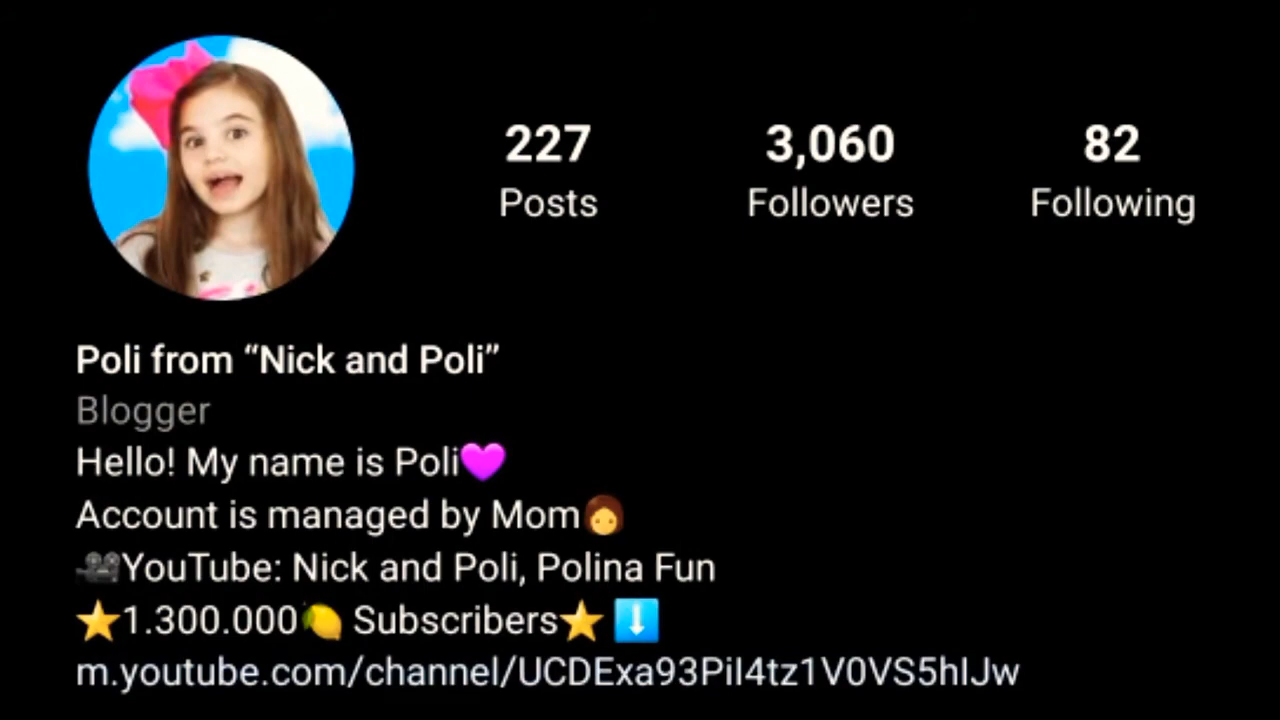 227 3,060 82
Posts Followers Following
Poli from “Nick and Poli”
Blogger
Hello! My name is Poli💜
Account is managed by Mom👩
🎥YouTube: Nick and Poli, Polina Fun
⭐1.300.000🍋 Subscribers⭐ ⬇️
m.youtube.com/channel/UCDExa93PiI4tz1V0VS5hIJw